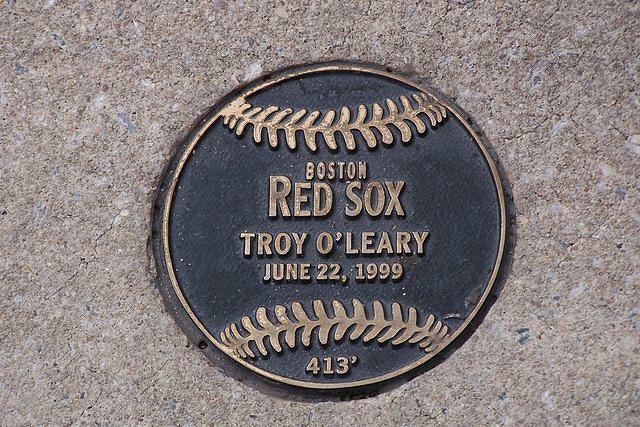 BOSTON
RED SOX
TROY O'LEARY
JUNE 22, 1999
413'